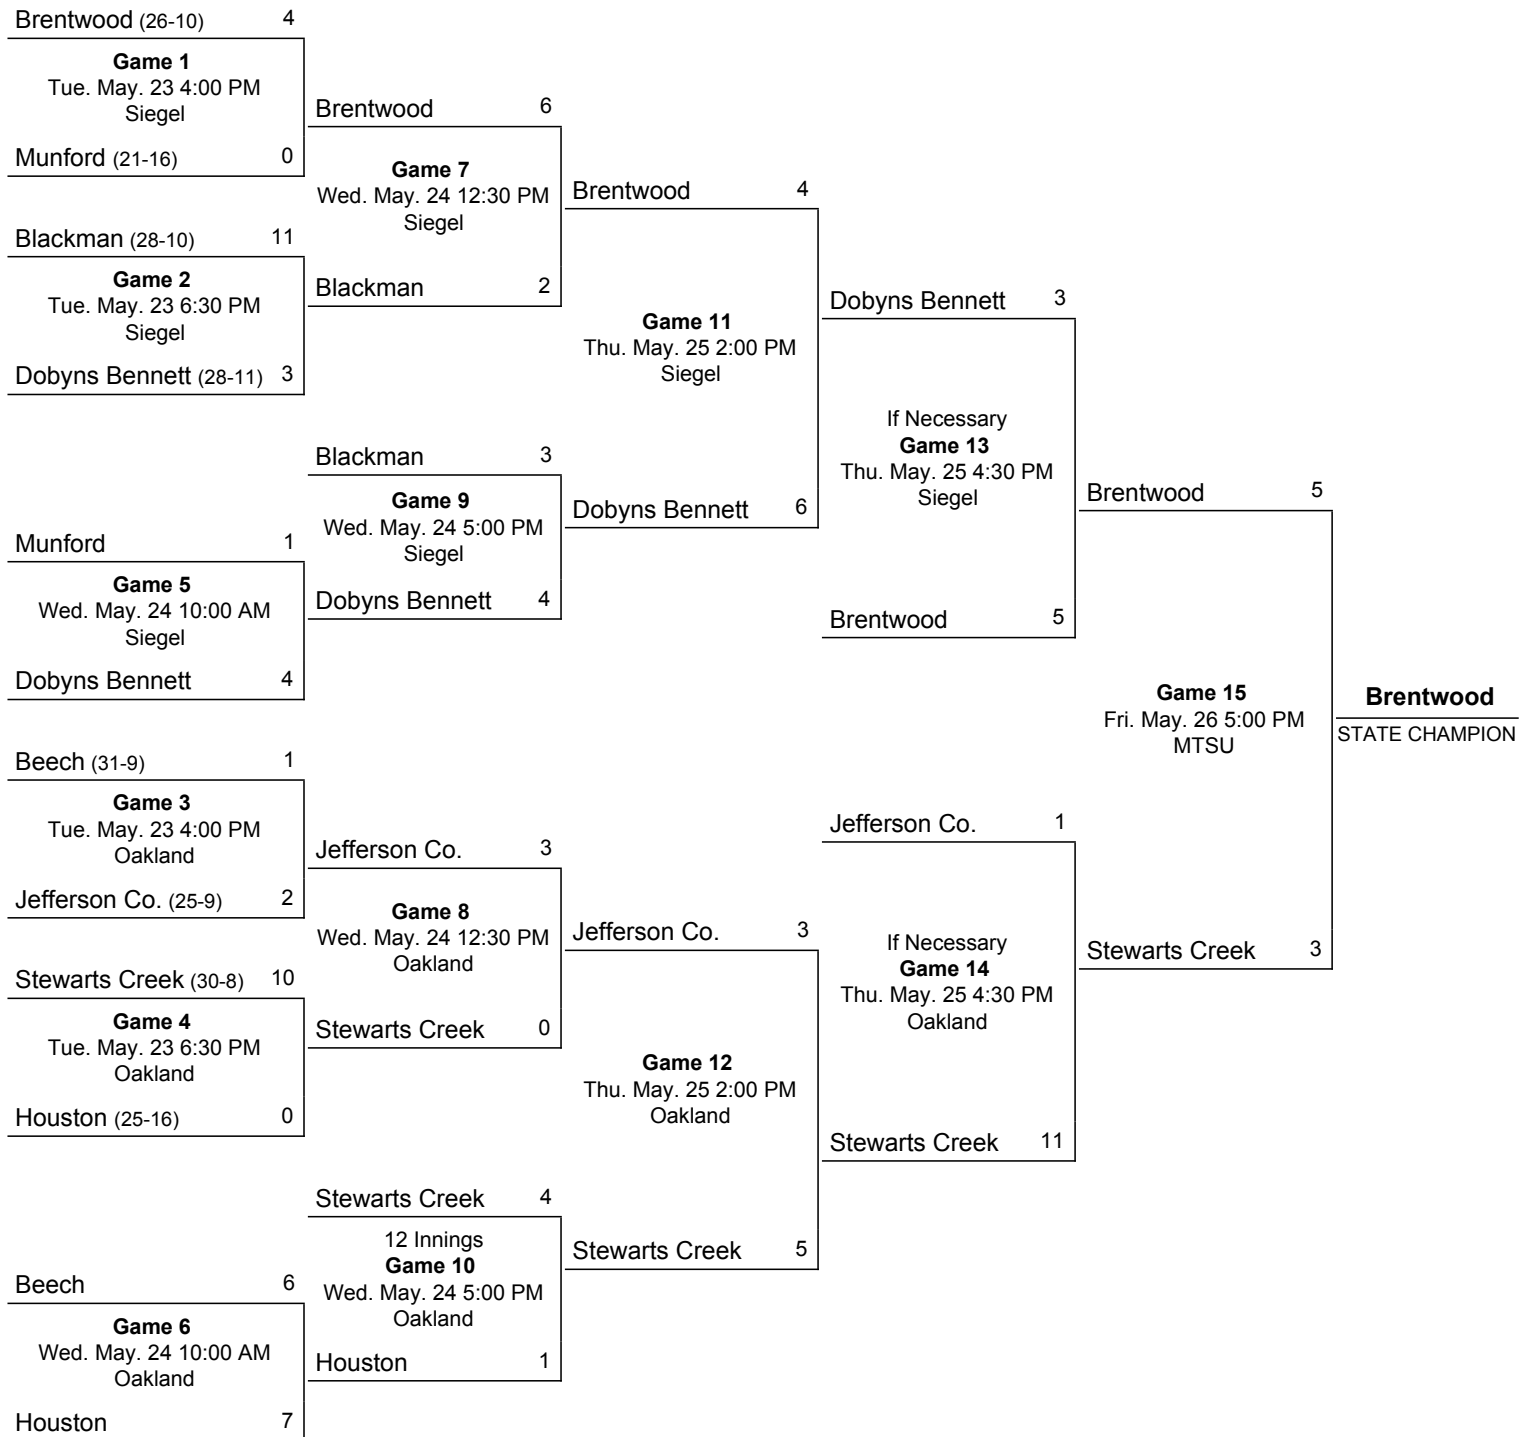 Brentwood (26-10) 4
Game 1
Tue. May. 23 4:00 PM
Siegel
Munford (21-16) 0
Blackman (28-10) 11
Game 2
Tue. May. 23 6:30 PM
Siegel
Dobyns Bennett (28-11) 3
Munford 1
Game 5
Wed. May. 24 10:00 AM
Siegel
Dobyns Bennett 4
Beech (31-9) 1
Game 3
Tue. May. 23 4:00 PM
Oakland
Jefferson Co. (25-9) 2
Stewarts Creek (30-8) 10
Game 4
Tue. May. 23 6:30 PM
Oakland
Houston (25-16) 0
Beech 6
Game 6
Wed. May. 24 10:00 AM
Oakland
Houston 7
Brentwood 6
Game 7
Wed. May. 24 12:30 PM
Siegel
Blackman 2
Blackman 3
Game 9
Wed. May. 24 5:00 PM
Siegel
Dobyns Bennett 4
Jefferson Co. 3
Game 8
Wed. May. 24 12:30 PM
Oakland
Stewarts Creek 0
Stewarts Creek 4
12 Innings
Game 10
Wed. May. 24 5:00 PM
Oakland
Houston 1
Brentwood 4
Game 11
Thu. May. 25 2:00 PM
Siegel
Dobyns Bennett 6
Jefferson Co. 3
Game 12
Thu. May. 25 2:00 PM
Oakland
Stewarts Creek 5
Dobyns Bennett 3
If Necessary
Game 13
Thu. May. 25 4:30 PM
Siegel
Brentwood 5
Jefferson Co. 1
If Necessary
Game 14
Thu. May. 25 4:30 PM
Oakland
Stewarts Creek 11
Brentwood 5
Game 15
Fri. May. 26 5:00 PM
MTSU
Stewarts Creek 3
Brentwood
STATE CHAMPION